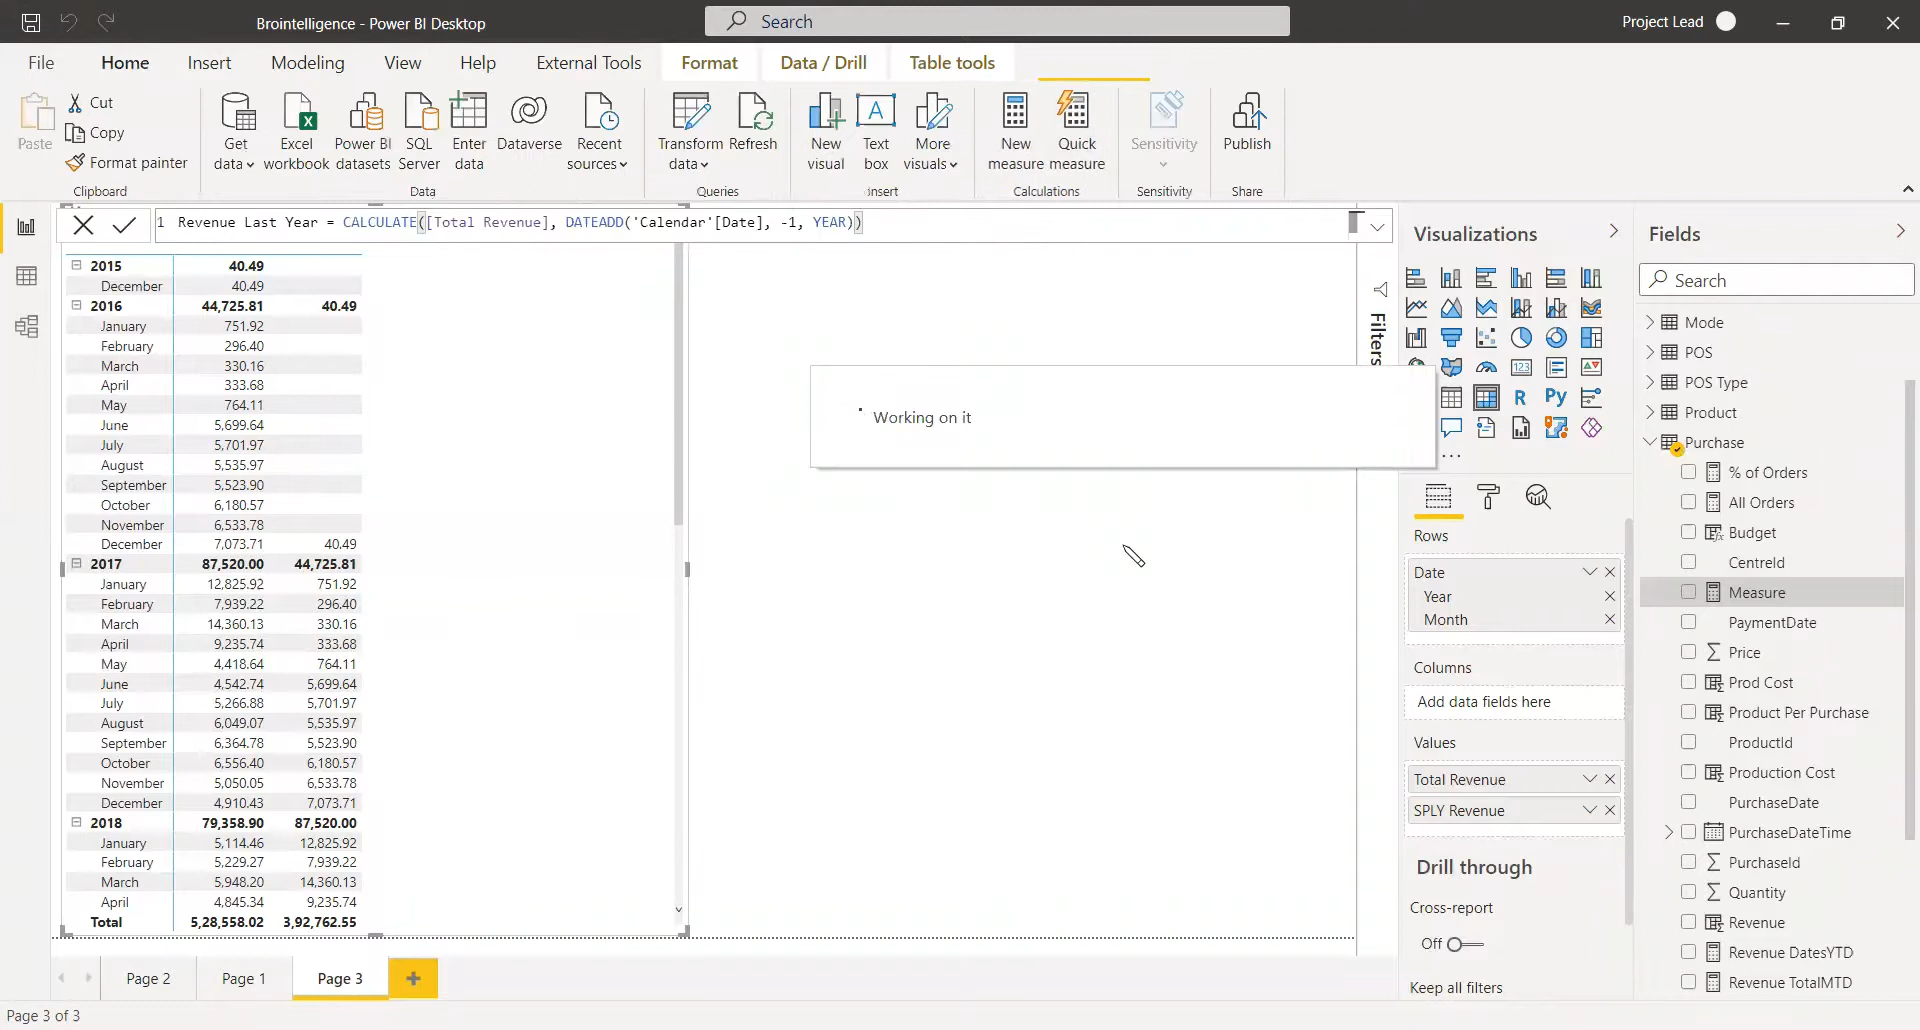 Brointelligence - Power BI Desktop
Search
Project Lead
File
Home
Insert
Modeling
View
Help
External Tools
Format
Data / Drill
Table tools
Paste
Cut
Copy
Format painter
Clipboard
Get data
Excel workbook
Power BI datasets
SQL Server
Enter data
Dataverse
Recent sources
Data
Transform data
Refresh
Queries
New visual
Text box
More visuals
Insert
New measure
Quick measure
Calculations
Sensitivity
Sensitivity
Publish
Share
1 Revenue Last Year = CALCULATE([Total Revenue], DATEADD('Calendar'[Date], -1, YEAR))
2015 40.49
December 40.49
2016 44,725.81 40.49
January 751.92
February 296.40
March 330.16
April 333.68
May 764.11
June 5,699.64
July 5,701.97
August 5,535.97
September 5,523.90
October 6,180.57
November 6,533.78
December 7,073.71 40.49
2017 87,520.00 44,725.81
January 12,825.92 751.92
February 7,939.22 296.40
March 14,360.13 330.16
April 9,235.74 333.68
May 4,418.64 764.11
June 4,542.74 5,699.64
July 5,266.88 5,701.97
August 6,049.07 5,535.97
September 6,364.78 5,523.90
October 6,556.40 6,180.57
November 5,050.05 6,533.78
December 4,910.43 7,073.71
2018 79,358.90 87,520.00
January 5,114.46 12,825.92
February 5,229.27 7,939.22
March 5,948.20 14,360.13
April 4,845.34 9,235.74
Total 5,28,558.02 3,92,762.55
Working on it
Filters
Visualizations
123
R
Py
...
Rows
Date
Year
Month
Columns
Add data fields here
Values
Total Revenue
SPLY Revenue
Drill through
Cross-report
Off
Keep all filters
Fields
Search
Mode
POS
POS Type
Product
Purchase
% of Orders
All Orders
Budget
CentreId
Measure
PaymentDate
Price
Prod Cost
Product Per Purchase
ProductId
Production Cost
PurchaseDate
PurchaseDateTime
PurchaseId
Quantity
Revenue
Revenue DatesYTD
Revenue TotalMTD
Page 2
Page 1
Page 3
Page 3 of 3